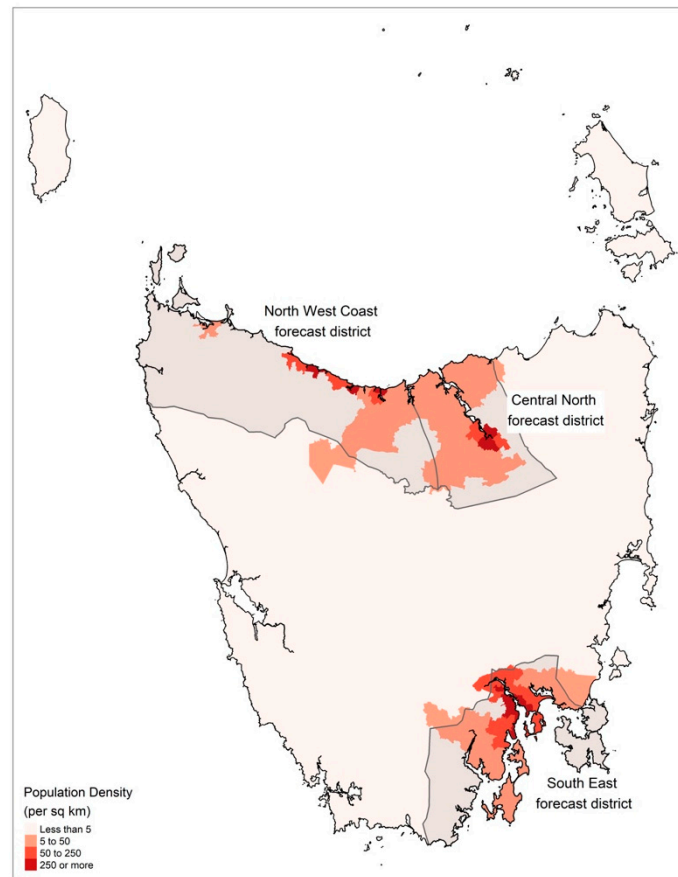 North West Coast
forecast district
Central North
forecast district
South East
forecast district
Population Density
(per sq km)
Less than 5
5 to 50
50 to 250
250 or more